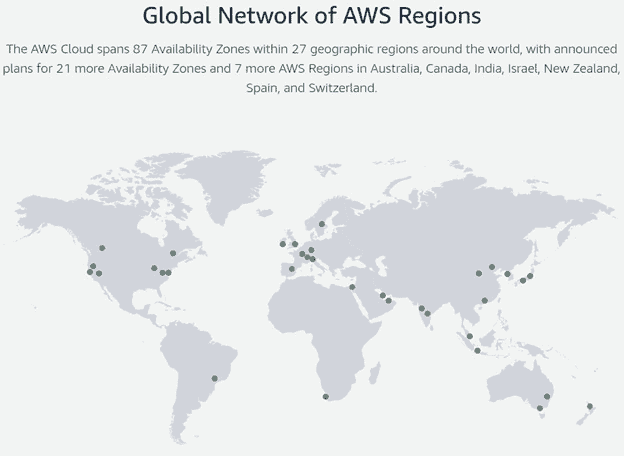 Global Network of AWS Regions
The AWS Cloud spans 87 Availability Zones within 27 geographic regions around the world, with announced
plans for 21 more Availability Zones and 7 more AWS Regions in Australia, Canada, India, Israel, New Zealand,
Spain, and Switzerland.